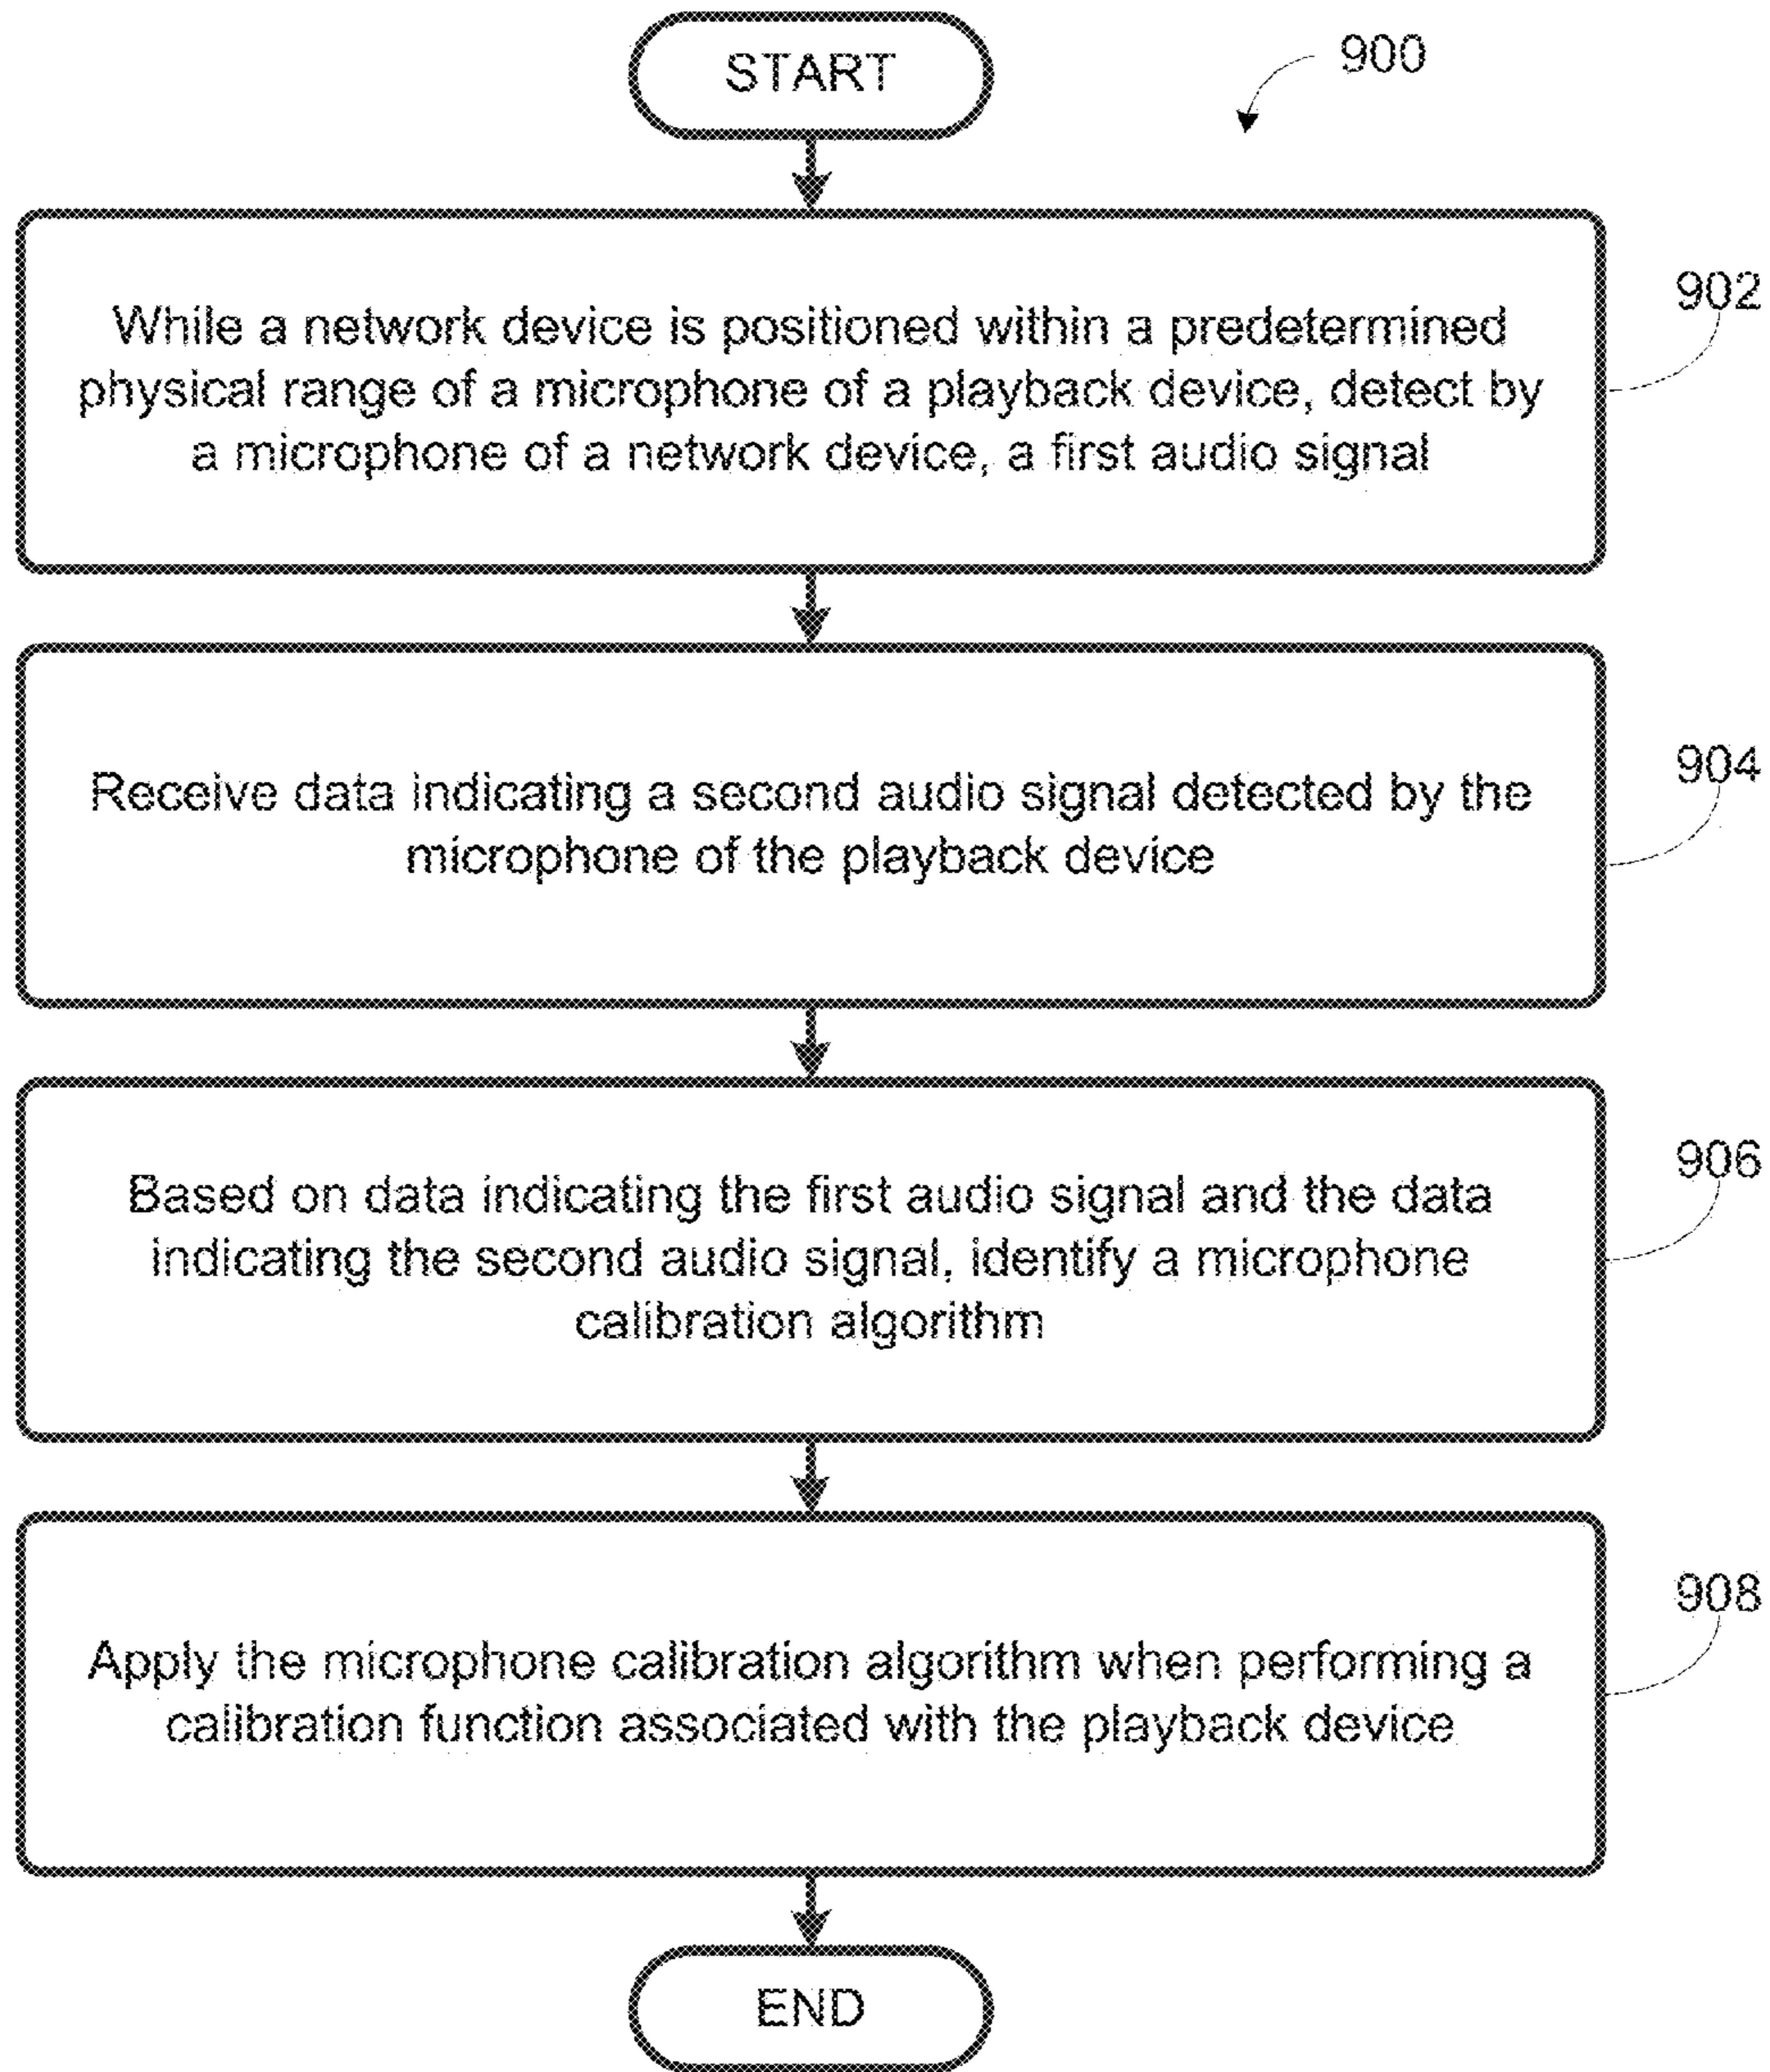 START
900
While a network device is positioned within a predetermined
physical range of a microphone of a playback device, detect by
a microphone of a network device, a first audio signal
902
Receive data indicating a second audio signal detected by the
microphone of the playback device
904
Based on data indicating the first audio signal and the data
indicating the second audio signal, identify a microphone
calibration algorithm
906
Apply the microphone calibration algorithm when performing a
calibration function associated with the playback device
908
END